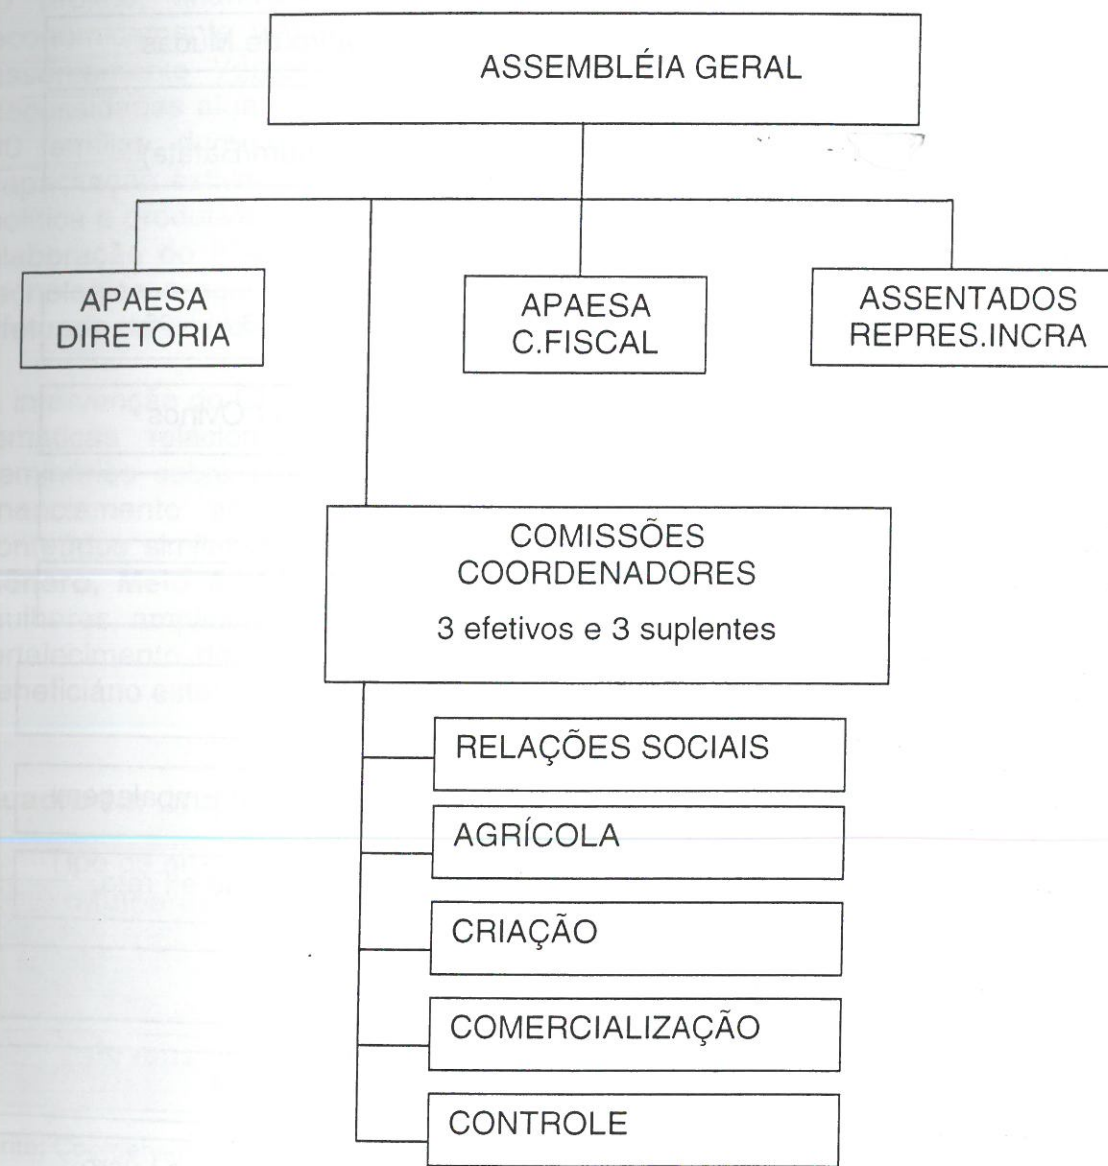 ASSEMBLÉIA GERAL
APAESA
DIRETORIA
APAESA
C.FISCAL
ASSENTADOS
REPRES.INCRA
COMISSÕES
COORDENADORES
3 efetivos e 3 suplentes
RELAÇÕES SOCIAIS
AGRÍCOLA
CRIAÇÃO
COMERCIALIZAÇÃO
CONTROLE